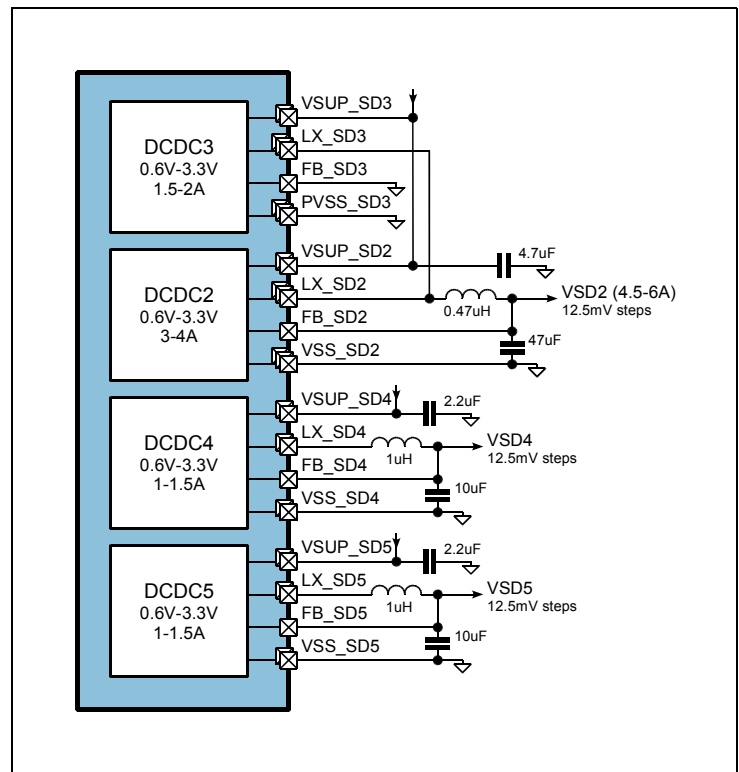 DCDC3
0.6V-3.3V
1.5-2A
VSUP_SD3
LX_SD3
FB_SD3
PVSS_SD3
DCDC2
0.6V-3.3V
3-4A
VSUP_SD2
LX_SD2
FB_SD2
VSS_SD2
4.7uF
0.47uH
VSD2 (4.5-6A)
12.5mV steps
47uF
DCDC4
0.6V-3.3V
1-1.5A
VSUP_SD4
LX_SD4
FB_SD4
VSS_SD4
2.2uF
1uH
VSD4
12.5mV steps
10uF
DCDC5
0.6V-3.3V
1-1.5A
VSUP_SD5
LX_SD5
FB_SD5
VSS_SD5
2.2uF
1uH
VSD5
12.5mV steps
10uF